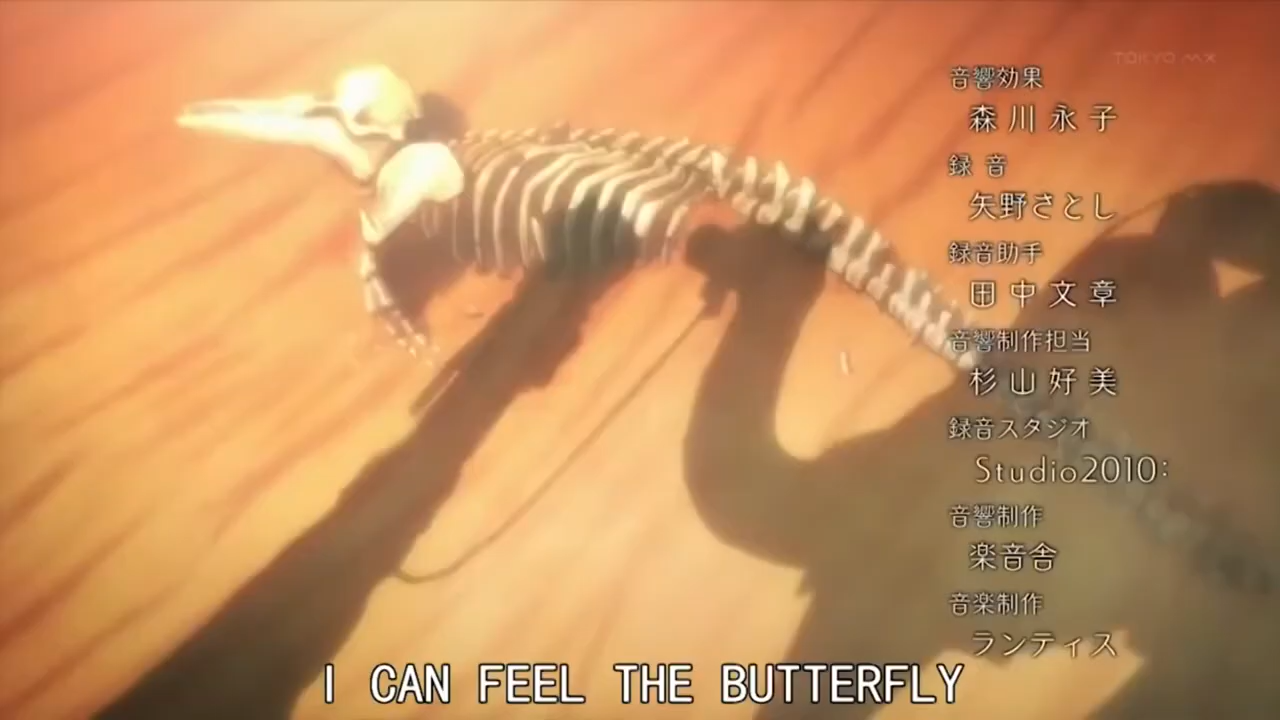 TOKYO MX
音響効果
森川永子
録音
矢野さとし
録音助手
田中文章
音響制作担当
杉山好美
録音スタジオ
Studio2010:
音響制作
楽音舎
音楽制作
ランティス
I CAN FEEL THE BUTTERFLY